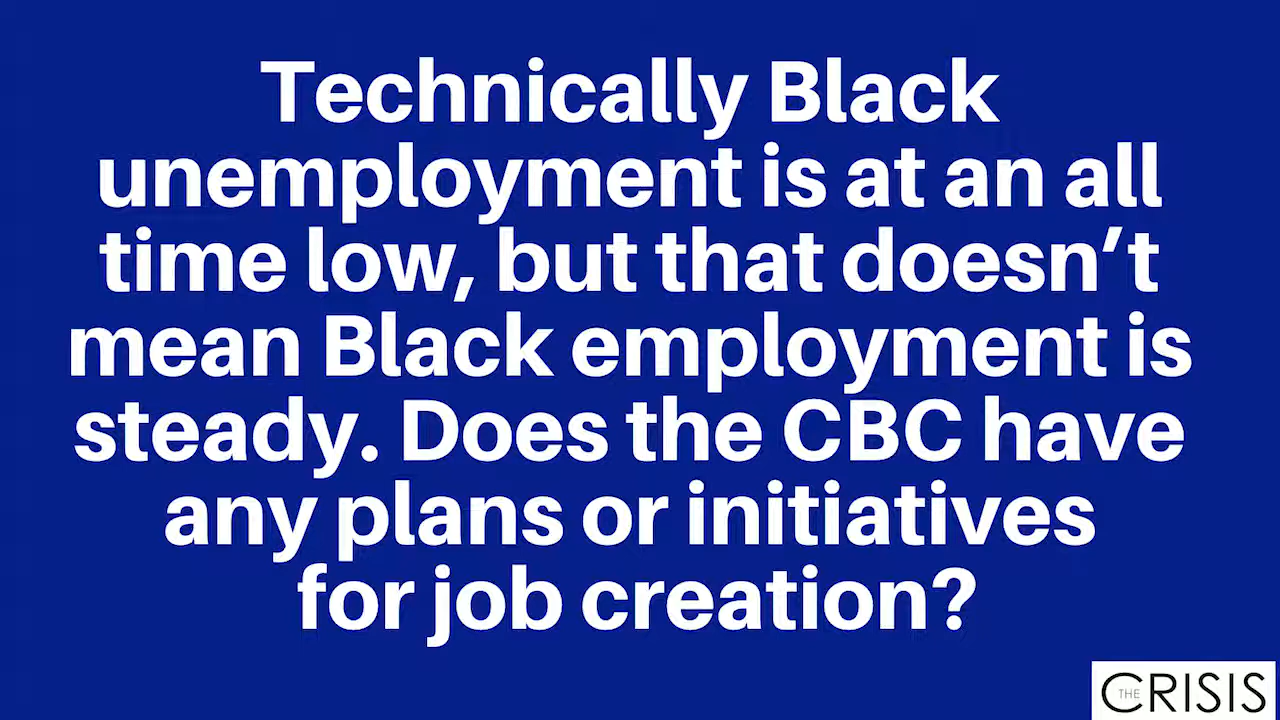 Technically Black
unemployment is at an all
time low, but that doesn’t
mean Black employment is
steady. Does the CBC have
any plans or initiatives
for job creation?
THE CRISIS